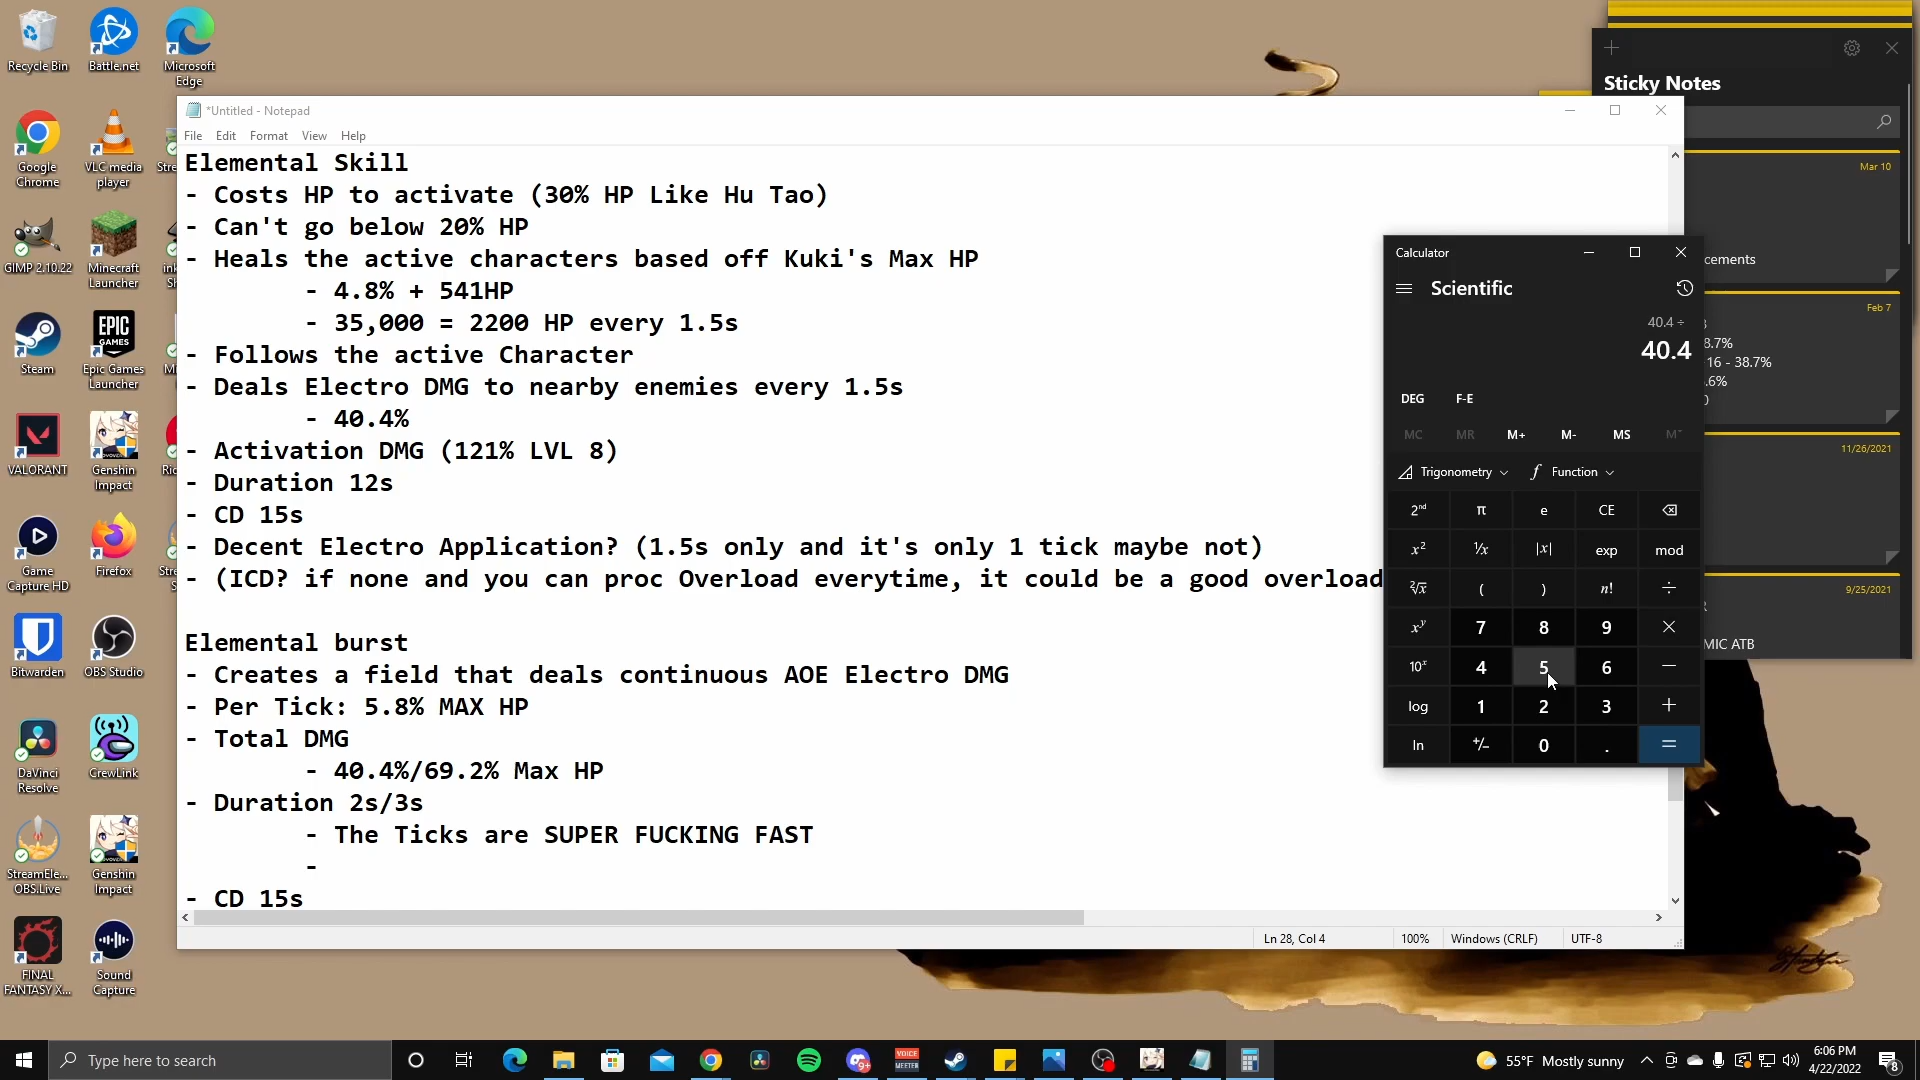 Recycle Bin
Battle.net
Microsoft Edge
Google Chrome
VLC media player
Stre
GIMP 2.10.22
Minecraft Launcher
ink
Sh
Steam
Epic Games Launcher
VALORANT
Genshin Impact
Game Capture HD
Firefox
Bitwarden
OBS Studio
DaVinci Resolve
CrewLink
StreamEle... OBS.Live
Genshin Impact
FINAL FANTASY X...
Sound Capture
*Untitled - Notepad
File Edit Format View Help
Elemental Skill
- Costs HP to activate (30% HP Like Hu Tao)
- Can't go below 20% HP
- Heals the active characters based off Kuki's Max HP
- 4.8% + 541HP
- 35,000 = 2200 HP every 1.5s
- Follows the active Character
- Deals Electro DMG to nearby enemies every 1.5s
- 40.4%
- Activation DMG (121% LVL 8)
- Duration 12s
- CD 15s
- Decent Electro Application? (1.5s only and it's only 1 tick maybe not)
- (ICD? if none and you can proc Overload everytime, it could be a good overload
Elemental burst
- Creates a field that deals continuous AOE Electro DMG
- Per Tick: 5.8% MAX HP
- Total DMG
- 40.4%/69.2% Max HP
- Duration 2s/3s
- The Ticks are SUPER FUCKING FAST
-
- CD 15s
Ln 28, Col 4 100% Windows (CRLF) UTF-8
Calculator
Scientific
40.4 ÷
40.4
DEG F-E
MC MR M+ M- MS M˅
Trigonometry Function
2nd π e CE
x² ¹/x |x| exp mod
²√x ( ) n! ÷
xʸ 7 8 9 ×
10ˣ 4 5 6 −
log 1 2 3 +
ln +/− 0 . =
Sticky Notes
Mar 10
cements
Feb 7
8.7%
16 - 38.7%
.6%
11/26/2021
9/25/2021
MIC ATB
Type here to search
55°F Mostly sunny
6:06 PM
4/22/2022
8